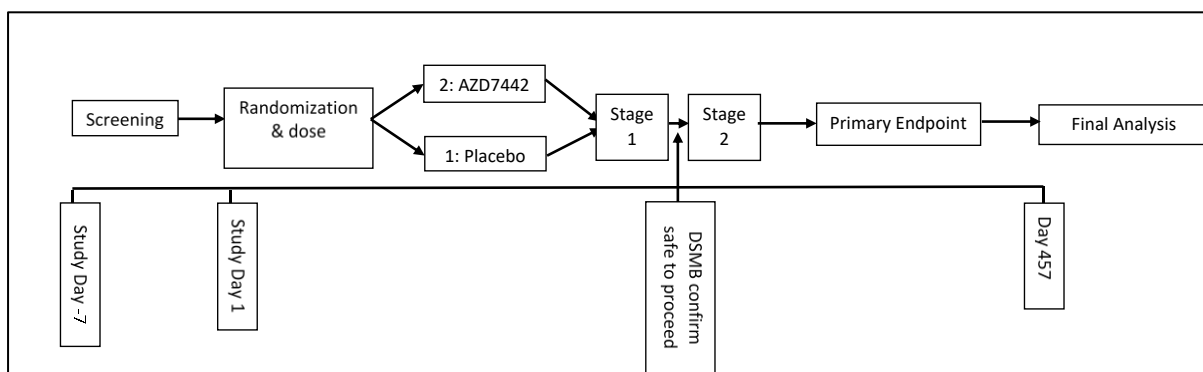 Screening
Randomization
& dose
2: AZD7442
1: Placebo
Stage
1
Stage
2
Primary Endpoint
Final Analysis
Study Day -7
Study Day 1
DSMB confirm
safe to proceed
Day 457